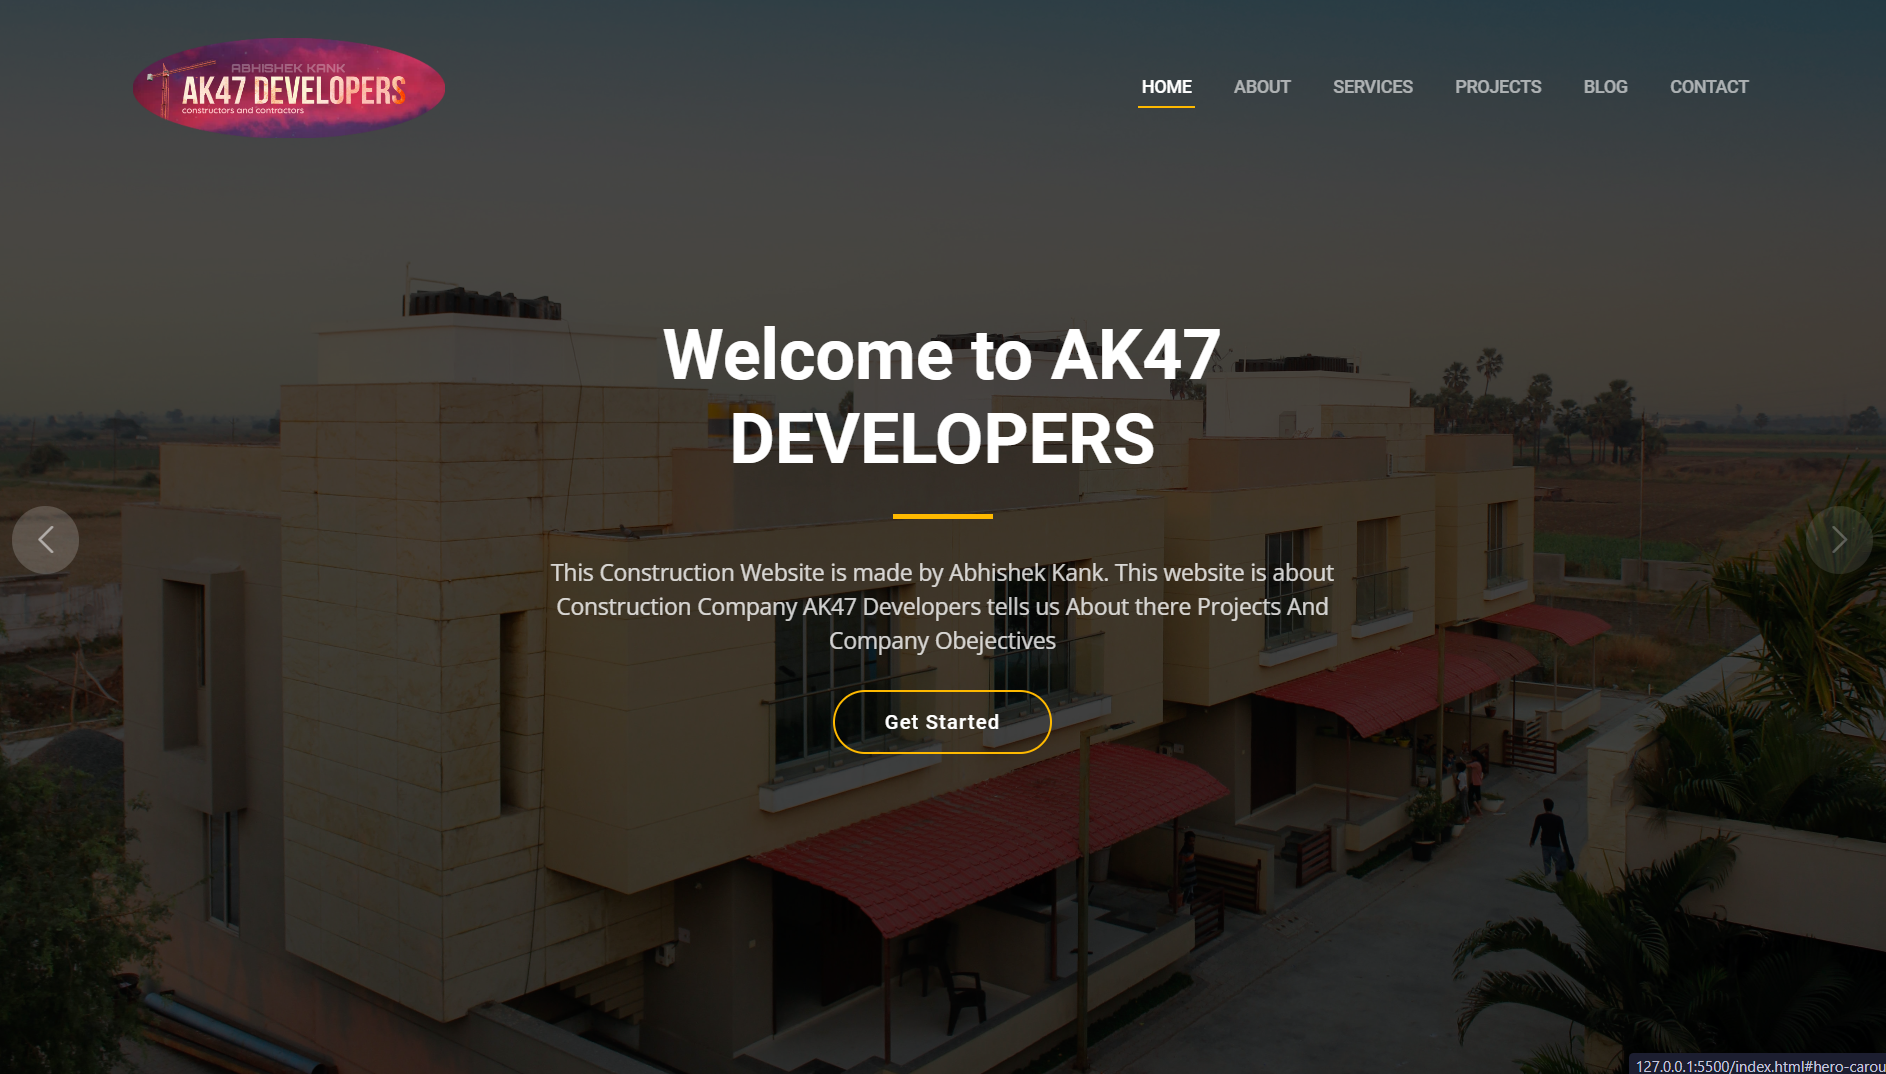 ABHISHEK KANK
AK47 DEVELOPERS
constructors and contractors
HOME ABOUT SERVICES PROJECTS BLOG CONTACT
Welcome to AK47
DEVELOPERS
This Construction Website is made by Abhishek Kank. This website is about
Construction Company AK47 Developers tells us About there Projects And
Company Obejectives
Get Started
127.0.0.1:5500/index.html#hero-carou